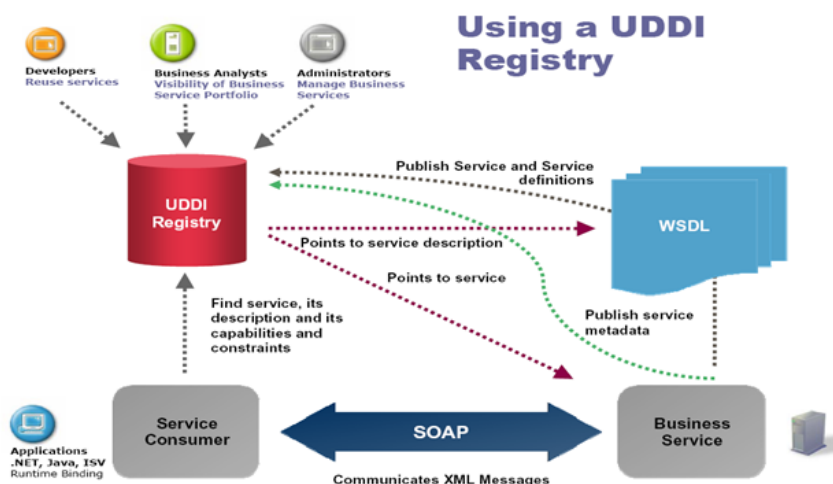 Using a UDDI
Registry
Developers
Reuse services
Business Analysts
Visibility of Business
Service Portfolio
Administrators
Manage Business
Services
Publish Service and Service
definitions
UDDI
Registry
WSDL
Points to service description
Points to service
Find service, its
description and its
capabilities and
constraints
Publish service
metadata
Service
Consumer
SOAP
Business
Service
Applications
.NET, Java, ISV
Runtime Binding
Communicates XML Messages